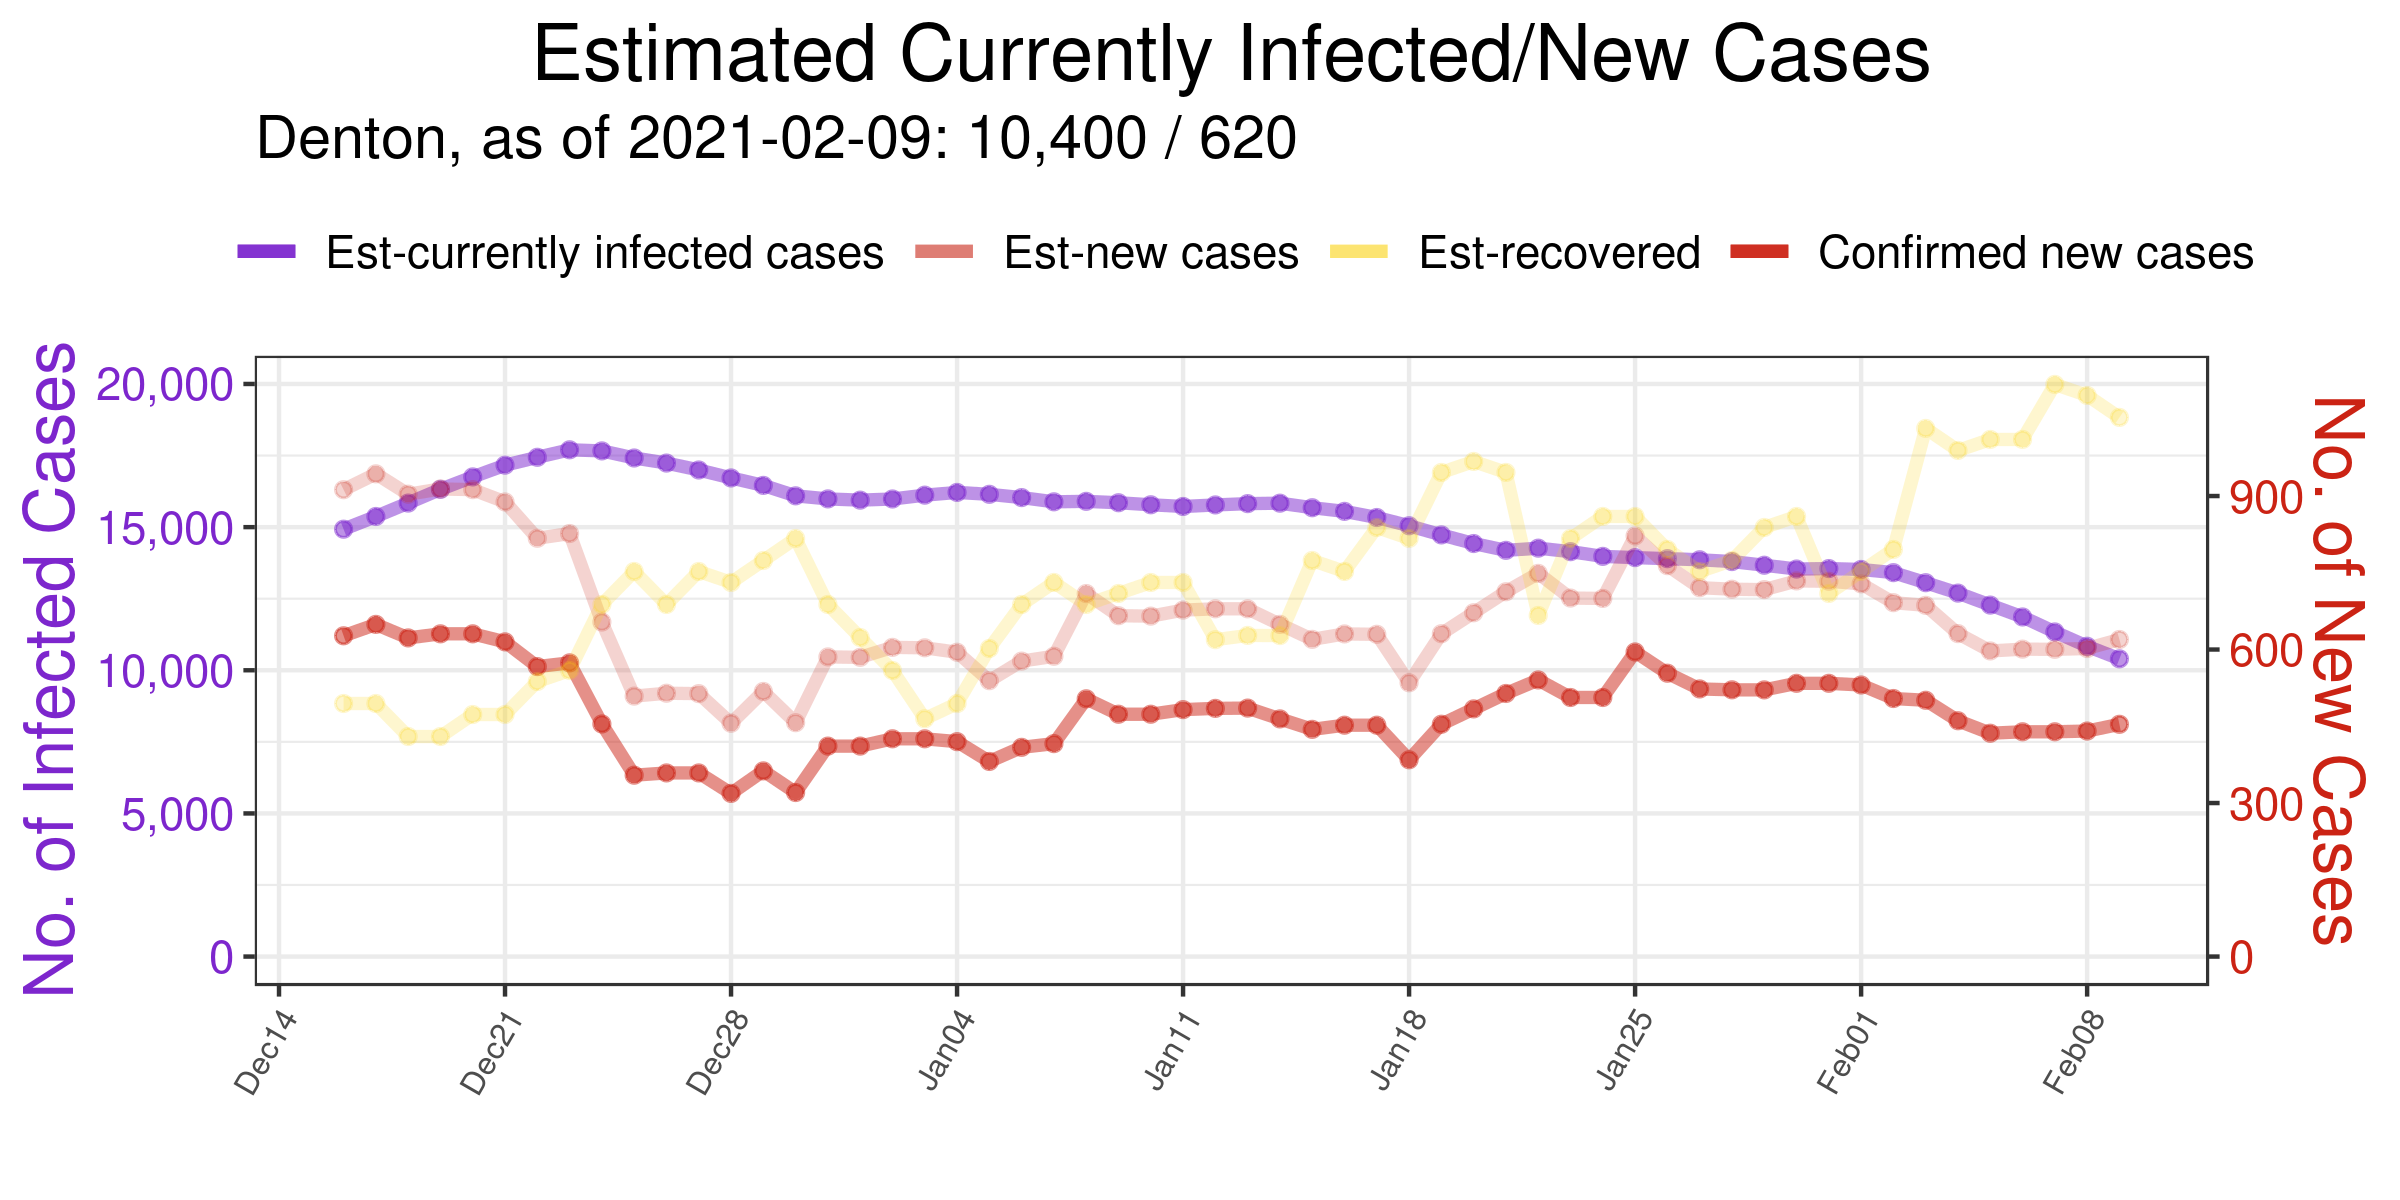 Estimated Currently Infected/New Cases
Denton, as of 2021-02-09: 10,400 / 620
Est-currently infected cases Est-new cases Est-recovered Confirmed new cases
No. of Infected Cases
20,000
15,000
10,000
5,000
0
900
600
300
0
No. of New Cases
Dec14 Dec21 Dec28 Jan04 Jan11 Jan18 Jan25 Feb01 Feb08